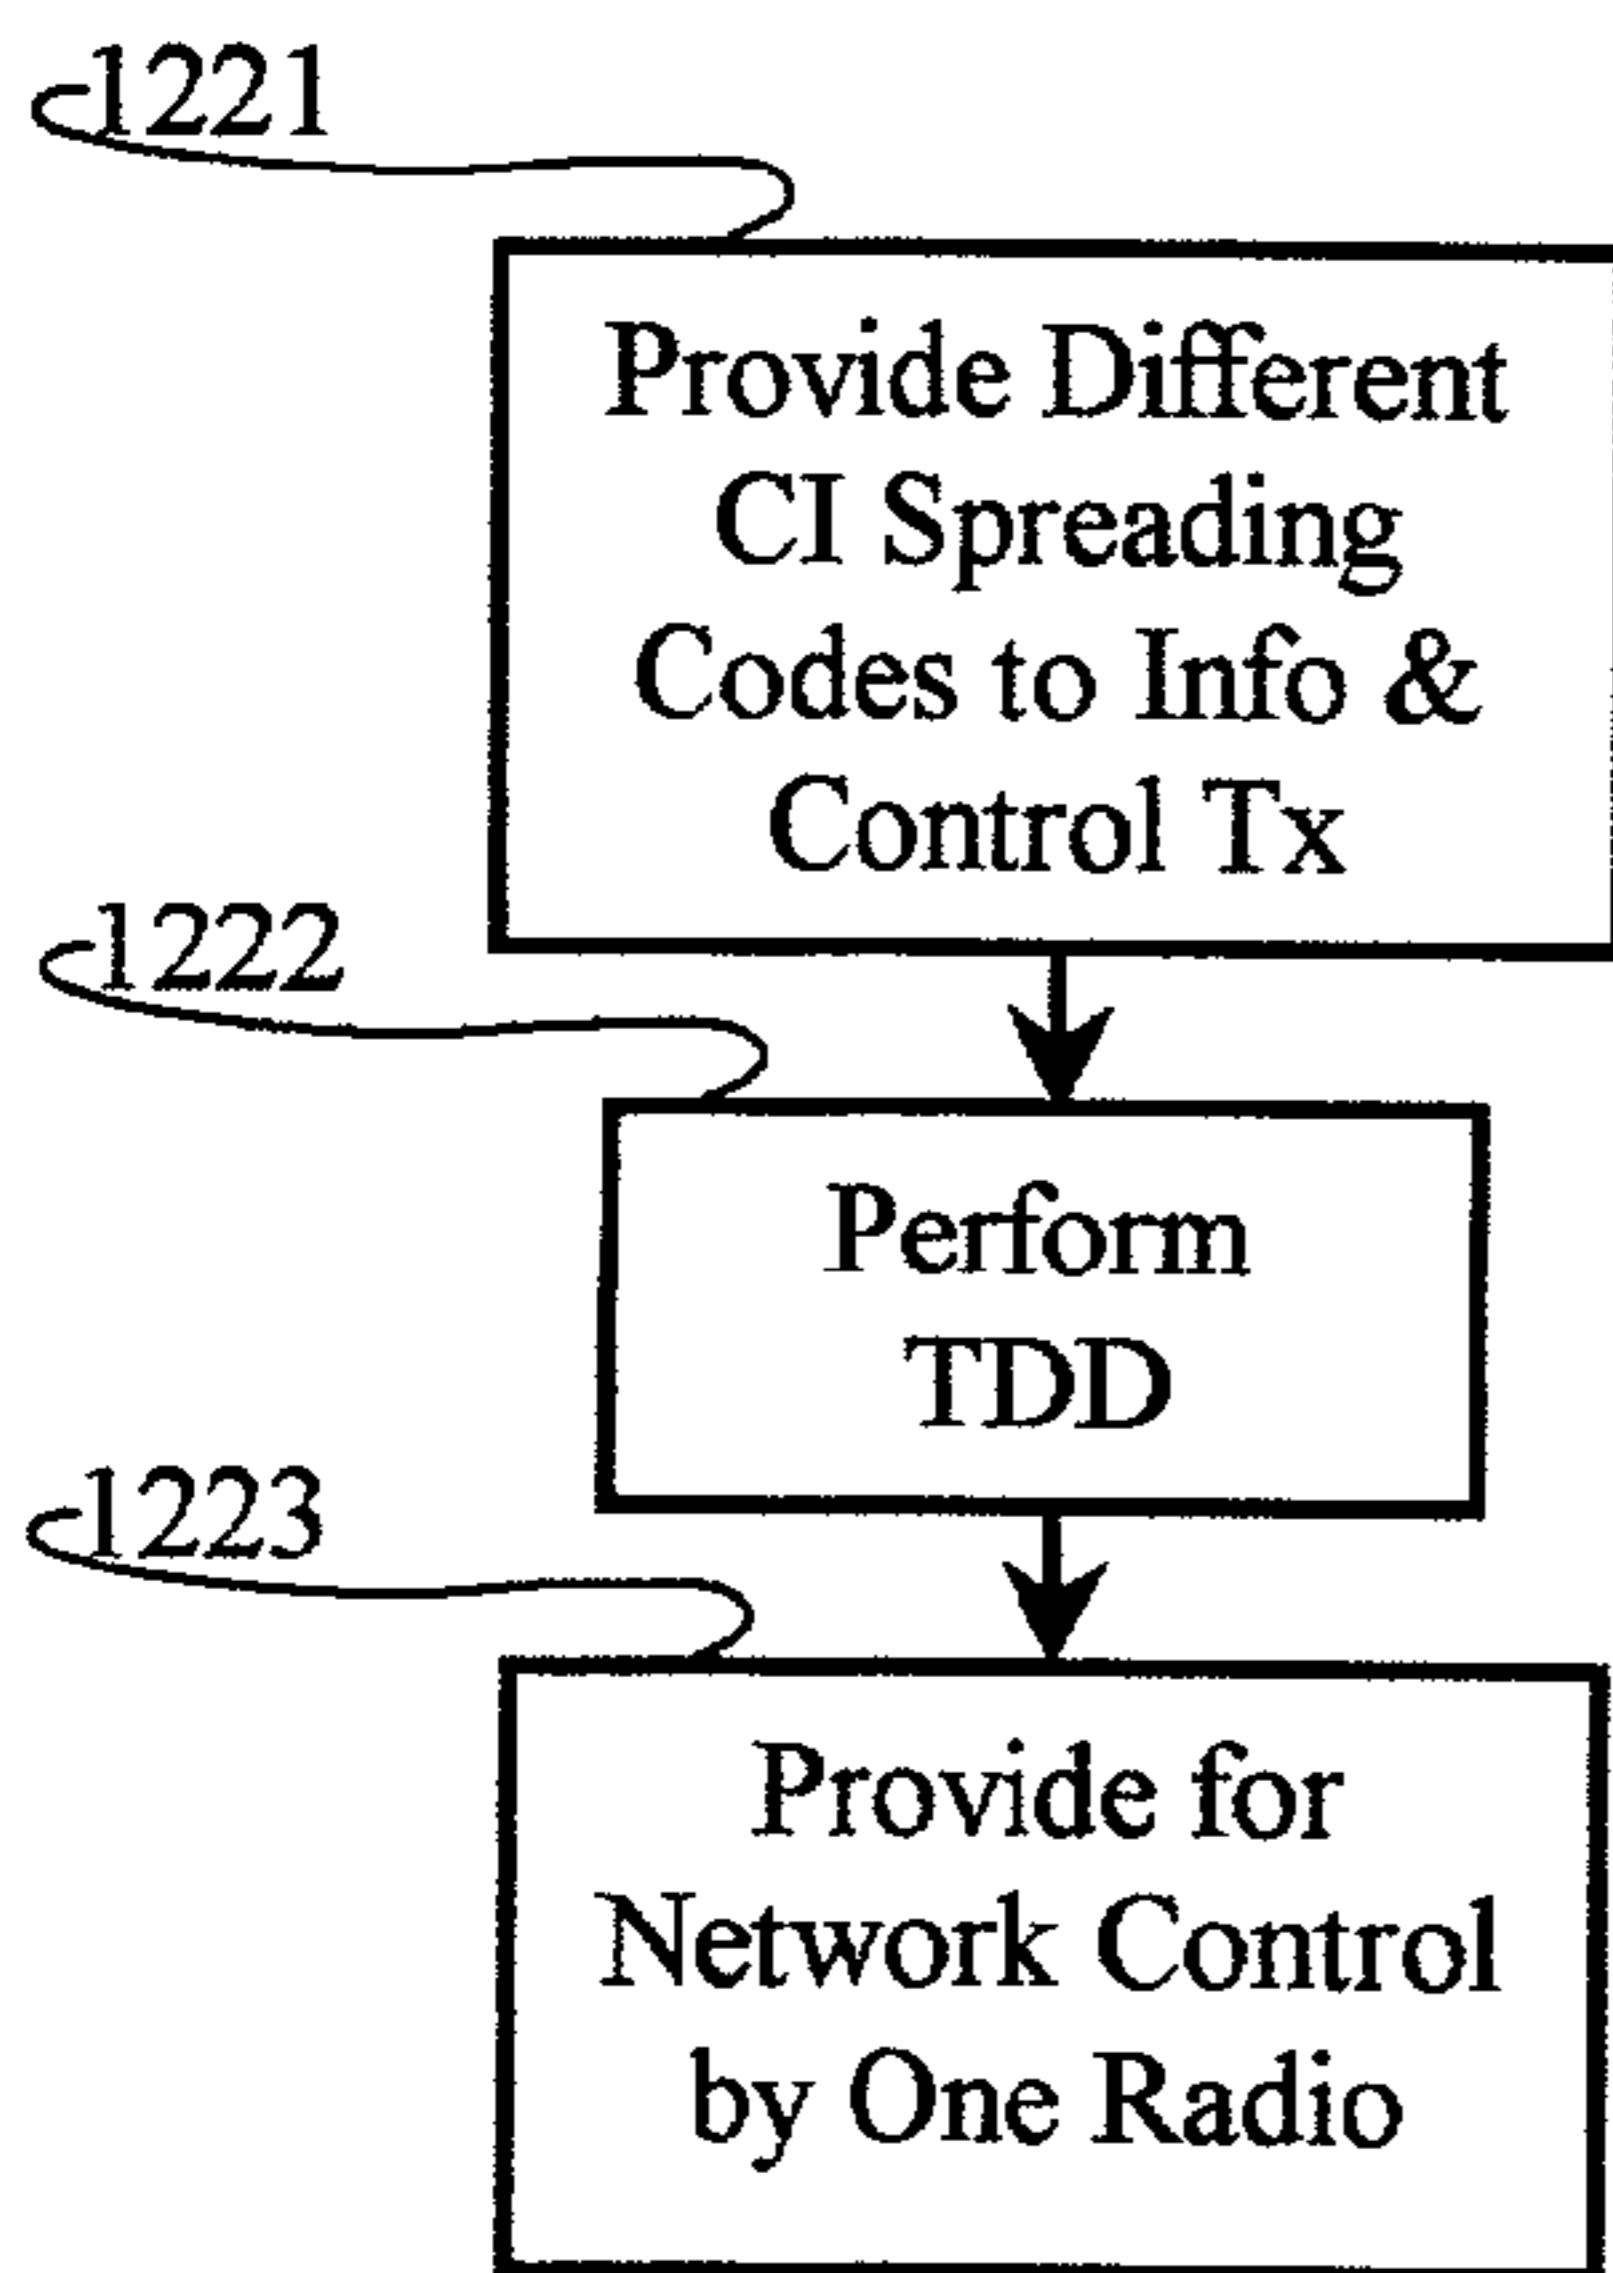 1221
Provide Different
CI Spreading
Codes to Info &
Control Tx
1222
Perform
TDD
1223
Provide for
Network Control
by One Radio